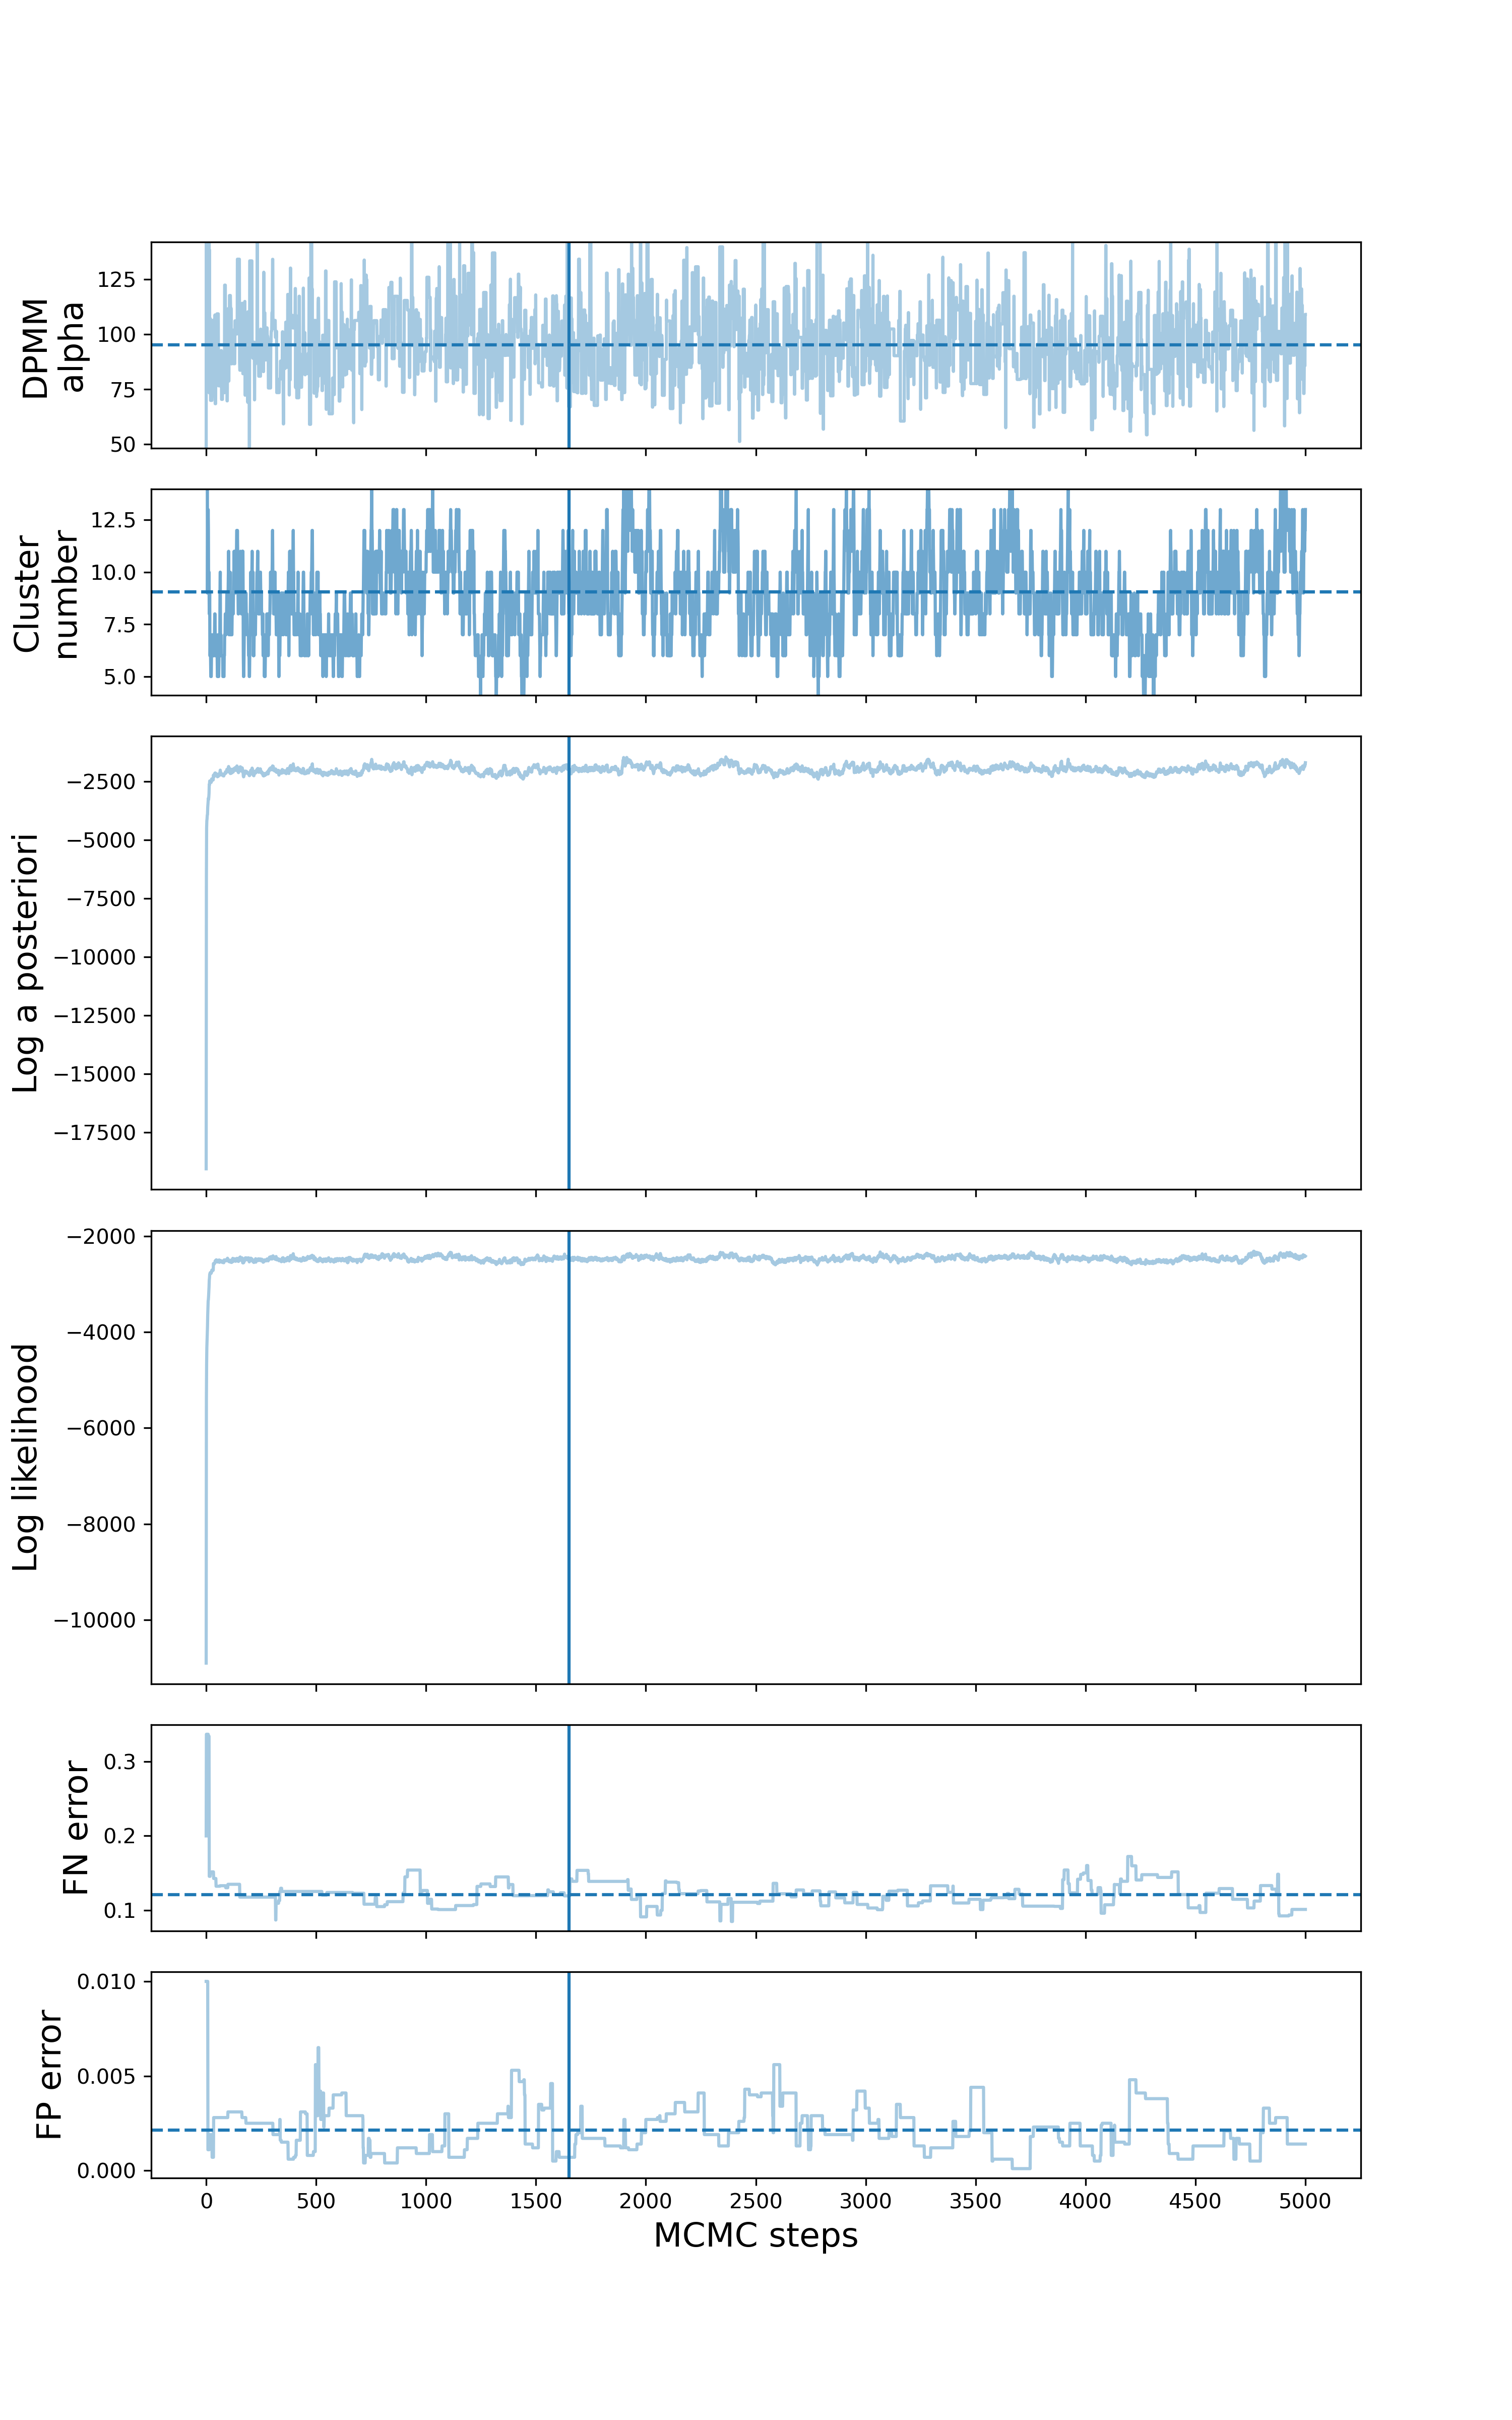 DPMM
alpha
125
100
75
50
Cluster
number
12.5
10.0
7.5
5.0
Log a posteriori
−2500
−5000
−7500
−10000
−12500
−15000
−17500
Log likelihood
−2000
−4000
−6000
−8000
−10000
FN error
0.3
0.2
0.1
FP error
0.010
0.005
0.000
0 500 1000 1500 2000 2500 3000 3500 4000 4500 5000
MCMC steps